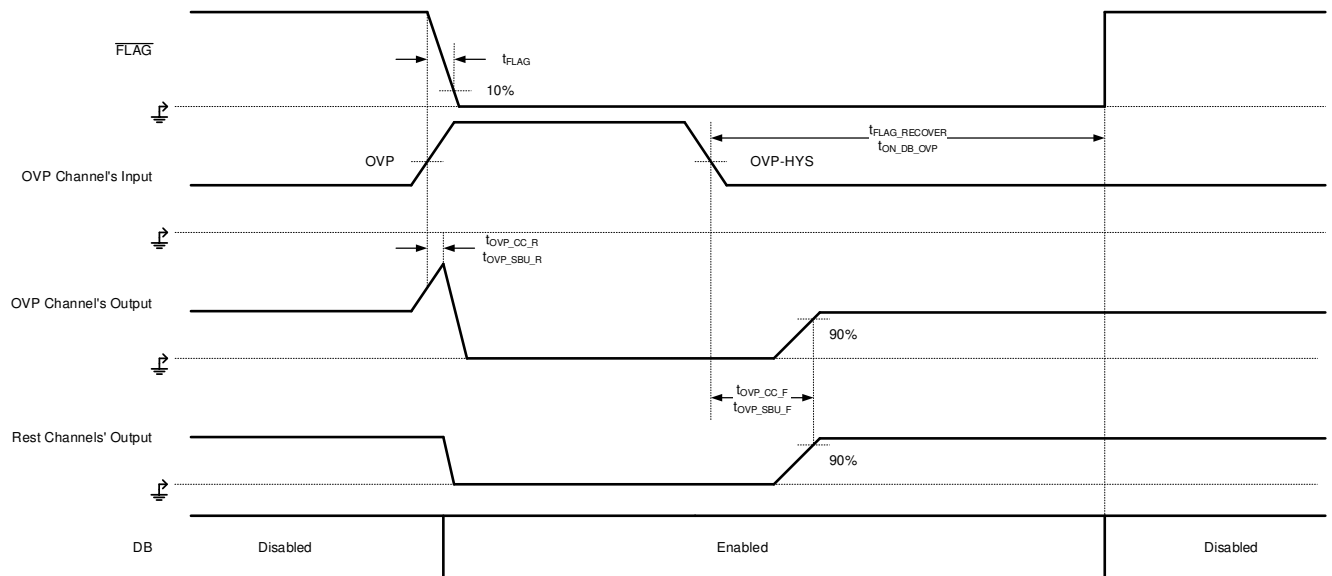 FLAG
tFLAG
10%
tFLAG_RECOVER
tON_DB_OVP
OVP
OVP-HYS
OVP Channel's Input
tOVP_CC_R
tOVP_SBU_R
OVP Channel's Output
90%
tOVP_CC_F
tOVP_SBU_F
Rest Channels' Output
90%
DB
Disabled
Enabled
Disabled